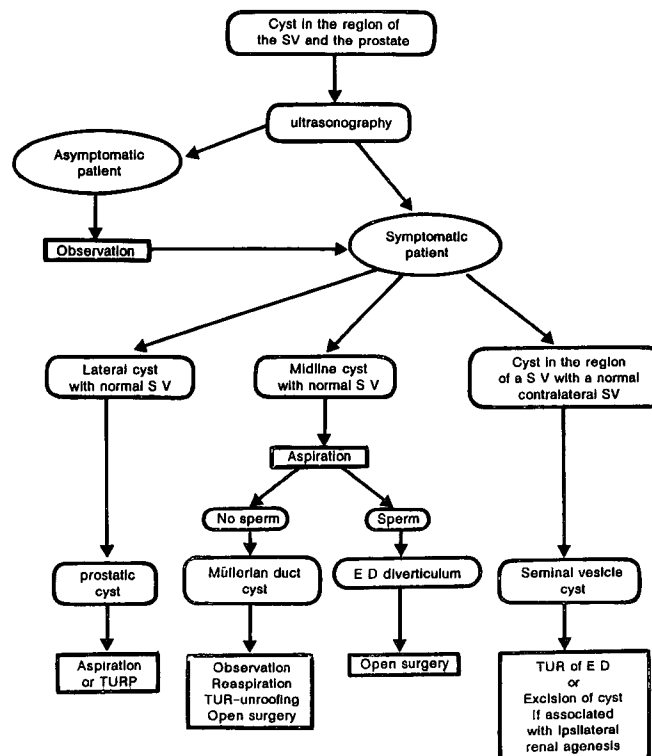 Cyst in the region of
the SV and the prostate
ultrasonography
Asymptomatic
patient
Observation
Symptomatic
patient
Lateral cyst
with normal S V
Midline cyst
with normal S V
Cyst in the region
of a S V with a normal
contralateral SV
Aspiration
No sperm
Sperm
prostatic
cyst
Müllerian duct
cyst
E D diverticulum
Seminal vesicle
cyst
Aspiration
or TURP
Observation
Reaspiration
TUR-unroofing
Open surgery
Open surgery
TUR of E D
or
Excision of cyst
if associated
with ipsilateral
renal agenesis